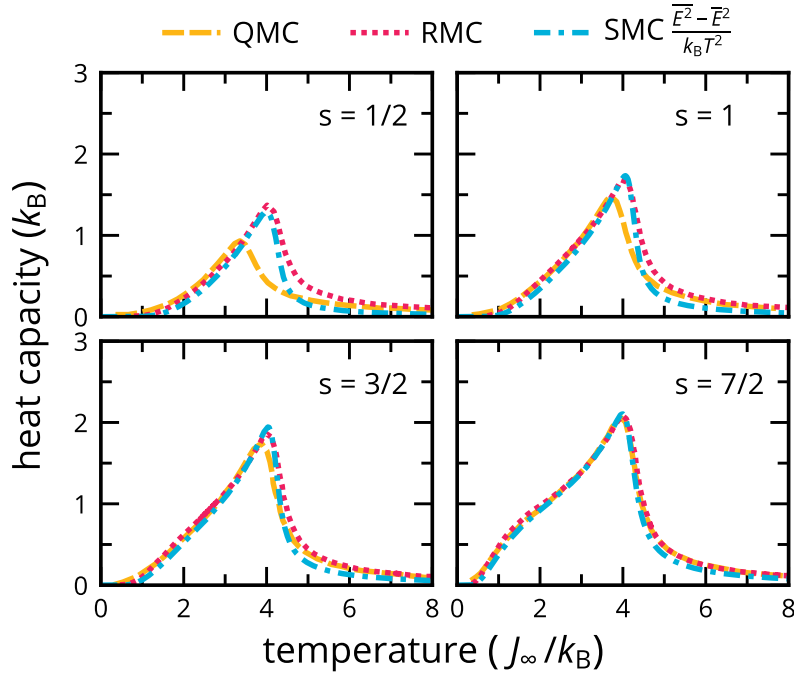 QMC RMC SMC $\frac{\overline{E^2} - \overline{E}^2}{k_B T^2}$
3
s = 1/2 s = 1
2
1
0
3
s = 3/2 s = 7/2
2
1
0
0 2 4 6 8 0 2 4 6 8
heat capacity (k_B)
temperature ( J_∞ /k_B)